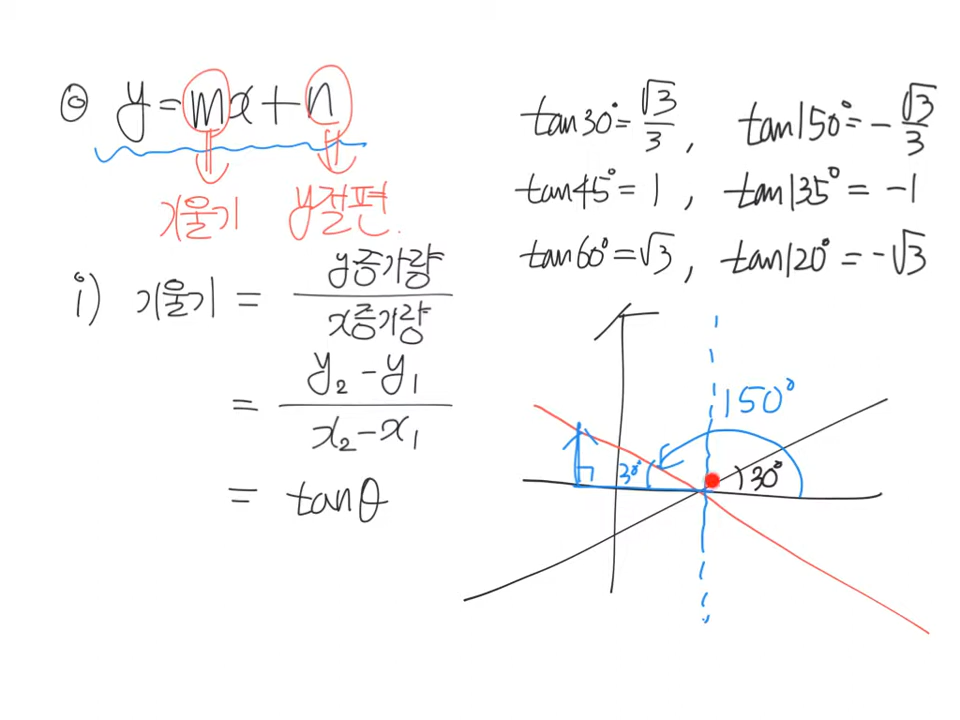 ⊙ y=mx+n
기울기 y절편.
i) 기울기 = y증가량/x증가량
= y₂-y₁/x₂-x₁
= tanθ
tan30°=√3/3, tan150°=-√3/3
tan45°=1, tan135°=-1
tan60°=√3, tan120°=-√3
150°
30°
30°